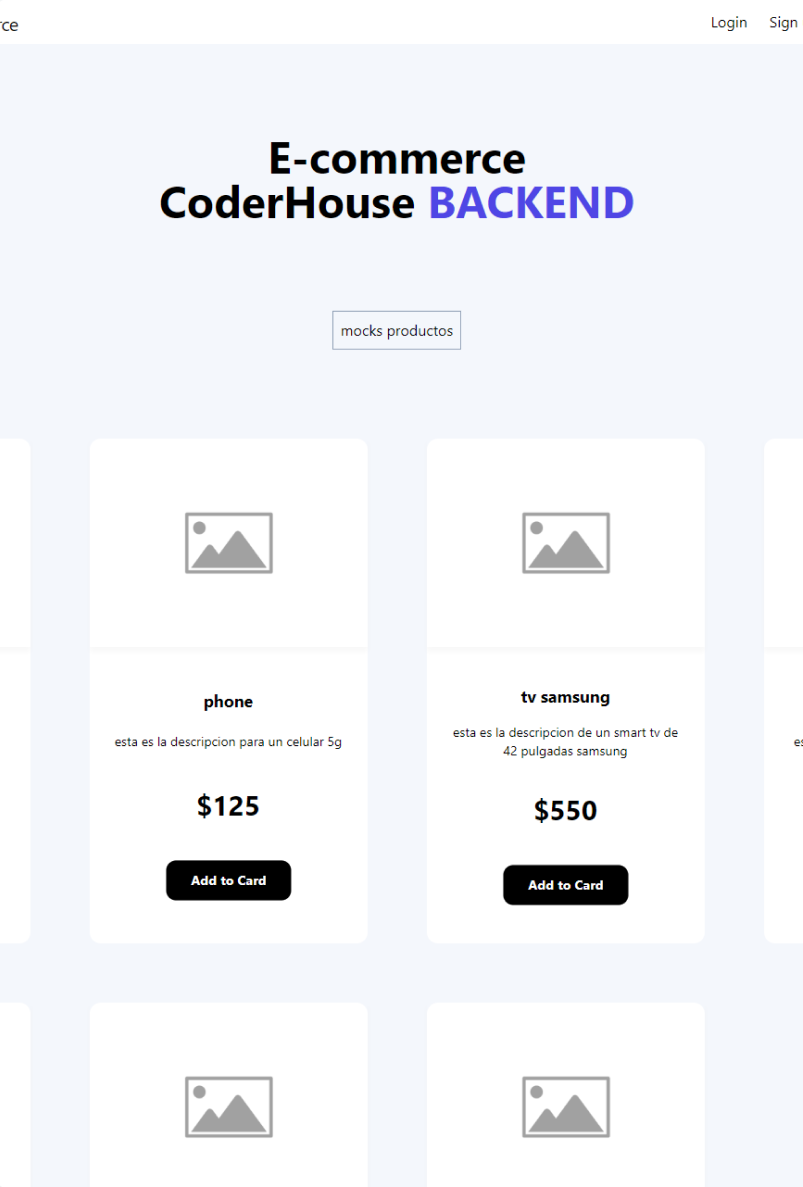 rce
Login Sign
E-commerce
CoderHouse BACKEND
mocks productos
phone
esta es la descripcion para un celular 5g
$125
Add to Card
tv samsung
esta es la descripcion de un smart tv de
42 pulgadas samsung
$550
Add to Card
es